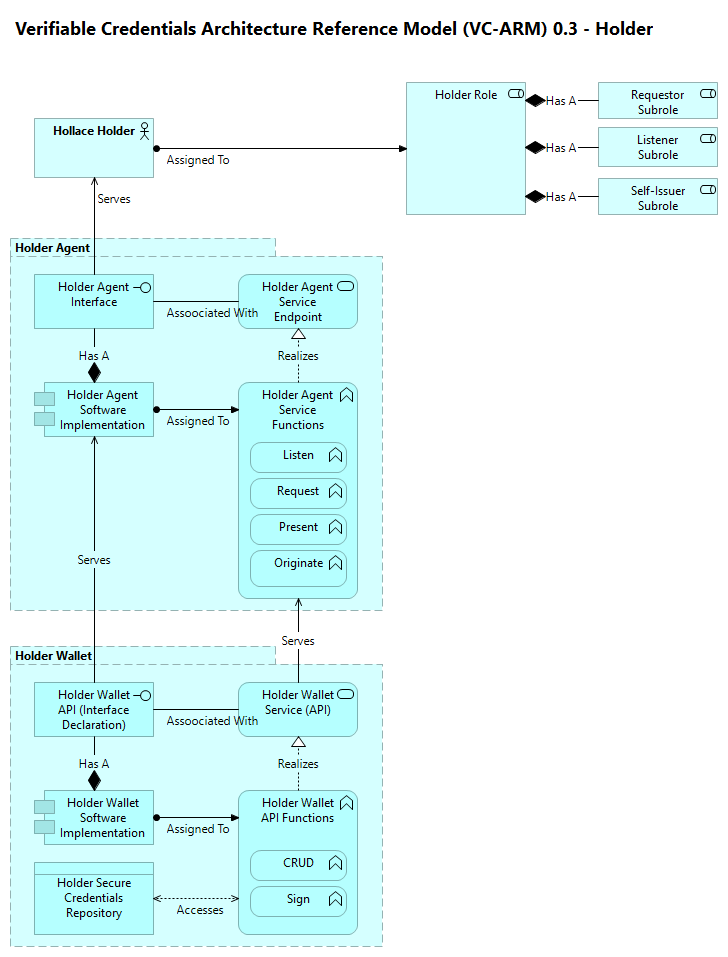 Verifiable Credentials Architecture Reference Model (VC-ARM) 0.3 - Holder
Holder Role
Has A
Requestor
Subrole
Hollace Holder
Assigned To
Has A
Listener
Subrole
Has A
Self-Issuer
Subrole
Serves
Holder Agent
Holder Agent
Interface
Assoociated With
Holder Agent
Service
Endpoint
Has A
Realizes
Holder Agent
Software
Implementation
Assigned To
Holder Agent
Service
Functions
Listen
Request
Present
Originate
Serves
Serves
Holder Wallet
Holder Wallet
API (Interface
Declaration)
Assoociated With
Holder Wallet
Service (API)
Has A
Realizes
Holder Wallet
Software
Implementation
Assigned To
Holder Wallet
API Functions
CRUD
Sign
Holder Secure
Credentials
Repository
Accesses